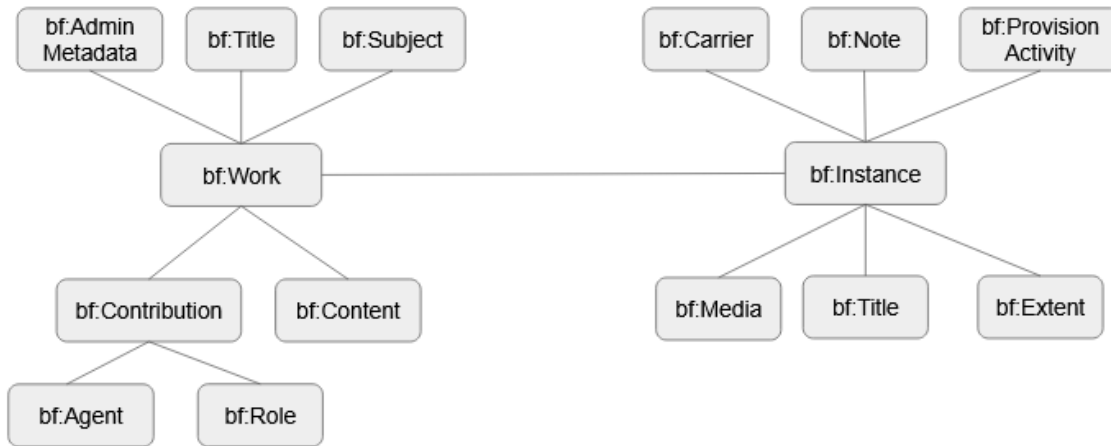 bf:Admin
Metadata
bf:Title
bf:Subject
bf:Carrier
bf:Note
bf:Provision
Activity
bf:Work
bf:Instance
bf:Contribution
bf:Content
bf:Media
bf:Title
bf:Extent
bf:Agent
bf:Role